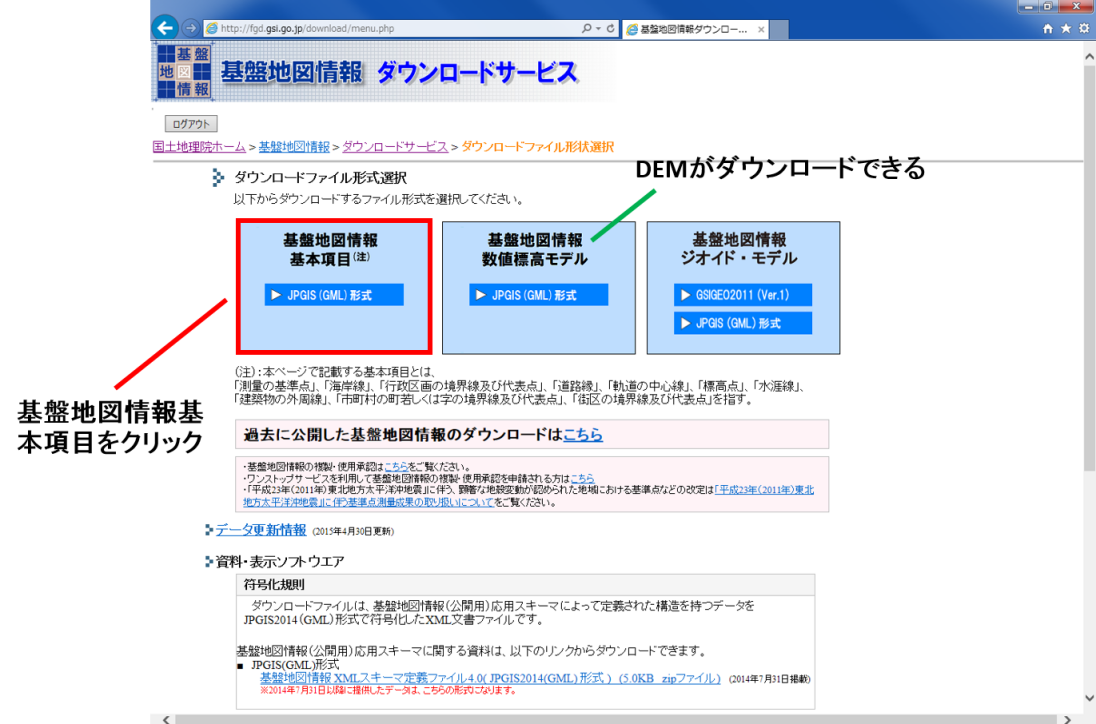 http://fgd.gsi.go.jp/download/menu.php
基盤地図情報ダウンロー...
基盤
地図
情報
基盤地図情報 ダウンロードサービス
ログアウト
国土地理院ホーム > 基盤地図情報 > ダウンロードサービス > ダウンロードファイル形状選択
ダウンロードファイル形式選択
DEMがダウンロードできる
以下からダウンロードするファイル形式を選択してください。
基盤地図情報
基本項目(注)
JPGIS (GML) 形式
基盤地図情報
数値標高モデル
JPGIS (GML) 形式
基盤地図情報
ジオイド・モデル
GSIGEO2011 (Ver.1)
JPGIS (GML) 形式
基盤地図情報基
本項目をクリック
(注):本ページで記載する基本項目とは、
「測量の基準点」、「海岸線」、「行政区画の境界線及び代表点」、「道路縁」、「軌道の中心線」、「標高点」、「水涯線」、
「建築物の外周線」、「市町村の町若しくは字の境界線及び代表点」、「街区の境界線及び代表点」を指す。
過去に公開した基盤地図情報のダウンロードはこちら
・基盤地図情報の複製・使用承認はこちらをご覧ください。
・ワンストップサービスを利用して基盤地図情報の複製・使用承認を申請される方はこちら
・「平成23年(2011年)東北地方太平洋沖地震」に伴う、顕著な地殻変動が認められた地域における基準点などの改定は「平成23年(2011年)東北
地方太平洋沖地震」に伴う基準点測量成果の取り扱いについてをご覧ください。
データ更新情報 (2015年4月30日更新)
資料・表示ソフトウエア
符号化規則
ダウンロードファイルは、基盤地図情報(公開用)応用スキーマによって定義された構造を持つデータを
JPGIS2014(GML)形式で符号化したXML文書ファイルです。
基盤地図情報(公開用)応用スキーマに関する資料は、以下のリンクからダウンロードできます。
■ JPGIS(GML)形式
基盤地図情報 XMLスキーマ定義ファイル4.0( JPGIS2014(GML) 形式 ) (5.0KB zipファイル) (2014年7月31日掲載)
※2014年7月31日以降に提供したデータは、こちらの形式になります。